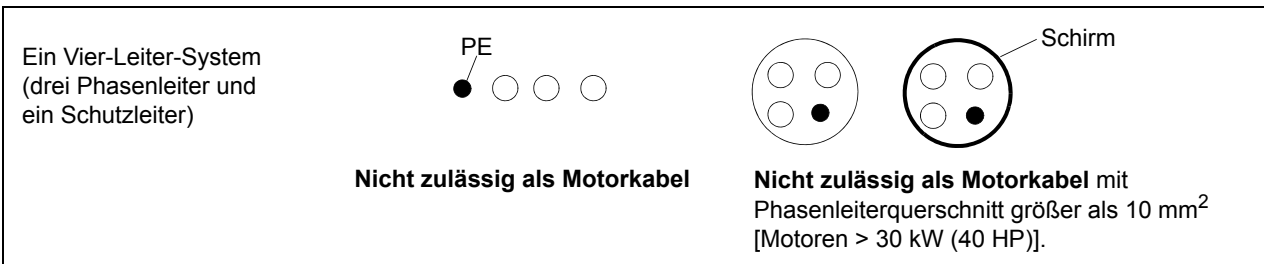 Ein Vier-Leiter-System
(drei Phasenleiter und
ein Schutzleiter)
PE
Schirm
Nicht zulässig als Motorkabel
Nicht zulässig als Motorkabel mit
Phasenleiterquerschnitt größer als 10 mm²
[Motoren > 30 kW (40 HP)].